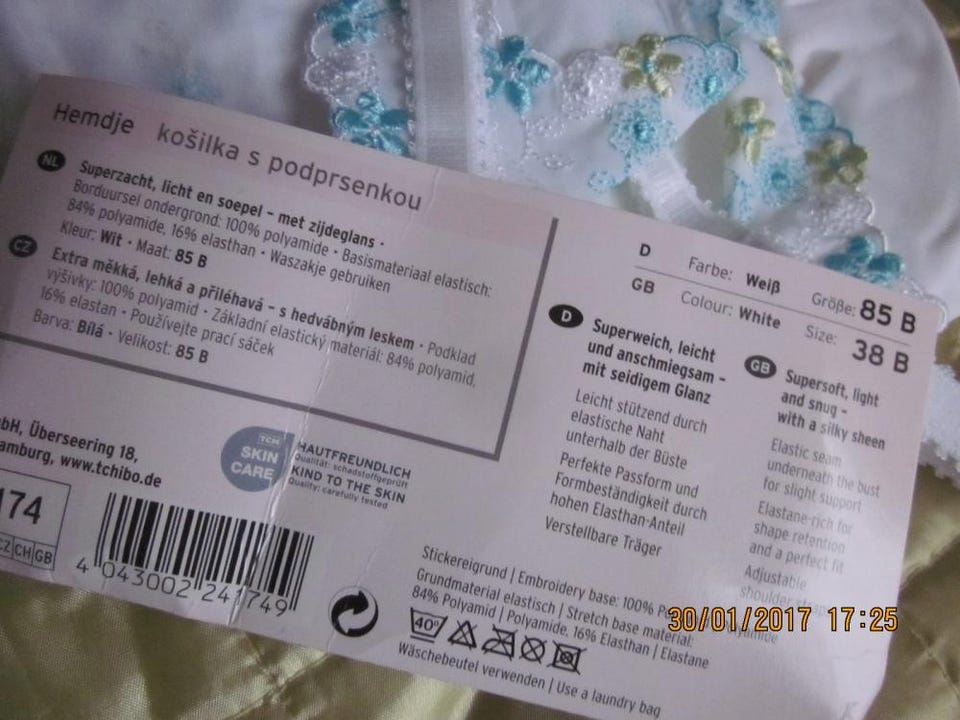 Hemdje košilka s podprsenkou
NL Superzacht, licht en soepel - met zijdeglans ·
Borduursel ondergrond: 100% polyamide · Basismateriaal elastisch:
84% polyamide, 16% elasthan · Waszakje gebruiken
Kleur: Wit · Maat: 85 B
CZ Extra měkká, lehká a přiléhavá - s hedvábným leskem · Podklad
výšivky: 100% polyamid · Základní elastický materiál: 84% polyamid,
16% elastan · Používejte prací sáček
Barva: Bílá · Velikost: 85 B
bH, Überseering 18,
amburg, www.tchibo.de
TCM
SKIN
CARE
HAUTFREUNDLICH
Qualität: schadstoffgeprüft
KIND TO THE SKIN
Quality: carefully tested
174
CZ CH GB
4 043002 241749
D Farbe: Weiß Größe: 85 B
GB Colour: White Size: 38 B
D Superweich, leicht
und anschmiegsam -
mit seidigem Glanz
Leicht stützend durch
elastische Naht
unterhalb der Büste
Perfekte Passform und
Formbeständigkeit durch
hohen Elasthan-Anteil
Verstellbare Träger
GB Supersoft, light
and snug -
with a silky sheen
Elastic seam
underneath the bust
for slight support
Elastane-rich for
shape retention
and a perfect fit
Adjustable
shoulder straps
Stickereigrund | Embroidery base: 100%
Grundmaterial elastisch | Stretch base material:
84% Polyamid | Polyamide, 16% Elasthan | Elastane
40°
Wäschebeutel verwenden | Use a laundry bag
30/01/2017 17:25